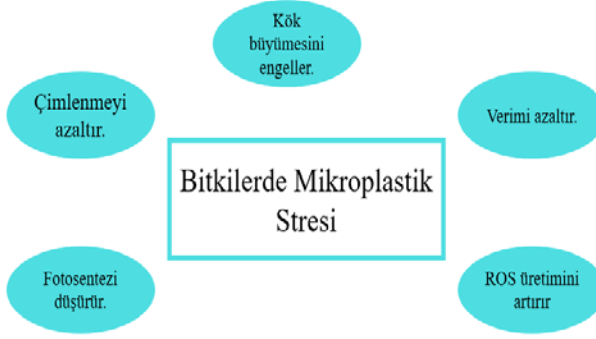 Kök
büyümesini
engeller.
Çimlenmeyi
azaltır.
Verimi azaltır.
Bitkilerde Mikroplastik
Stresi
Fotosentezi
düşürür.
ROS üretimini
artırır